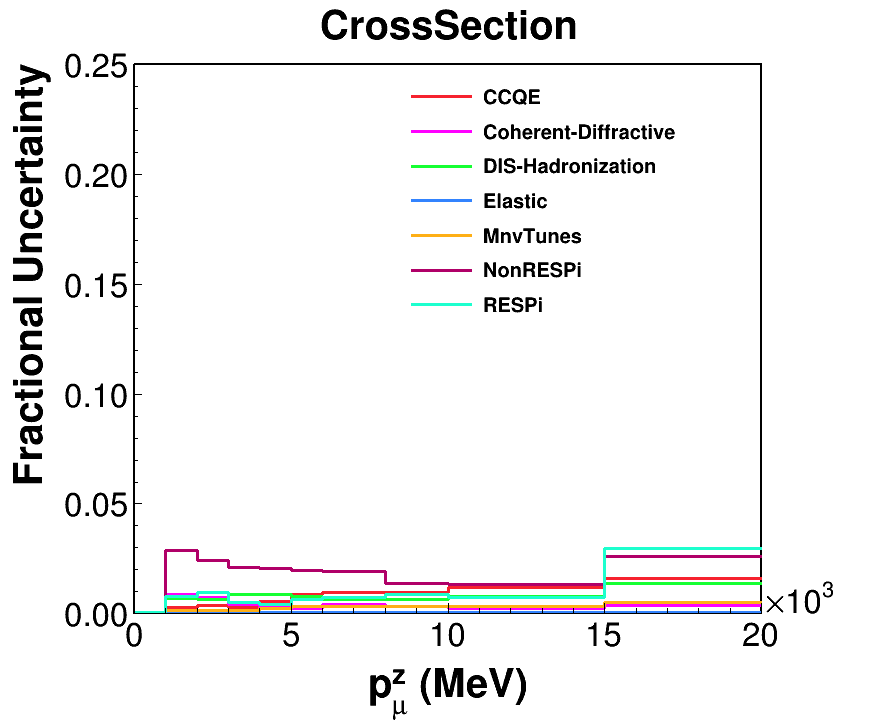 CrossSection
Fractional Uncertainty
0.25
0.20
0.15
0.10
0.05
0.00
CCQE
Coherent-Diffractive
DIS-Hadronization
Elastic
MnvTunes
NonRESPi
RESPi
0 5 10 15 20
×10³
p_μ^z (MeV)